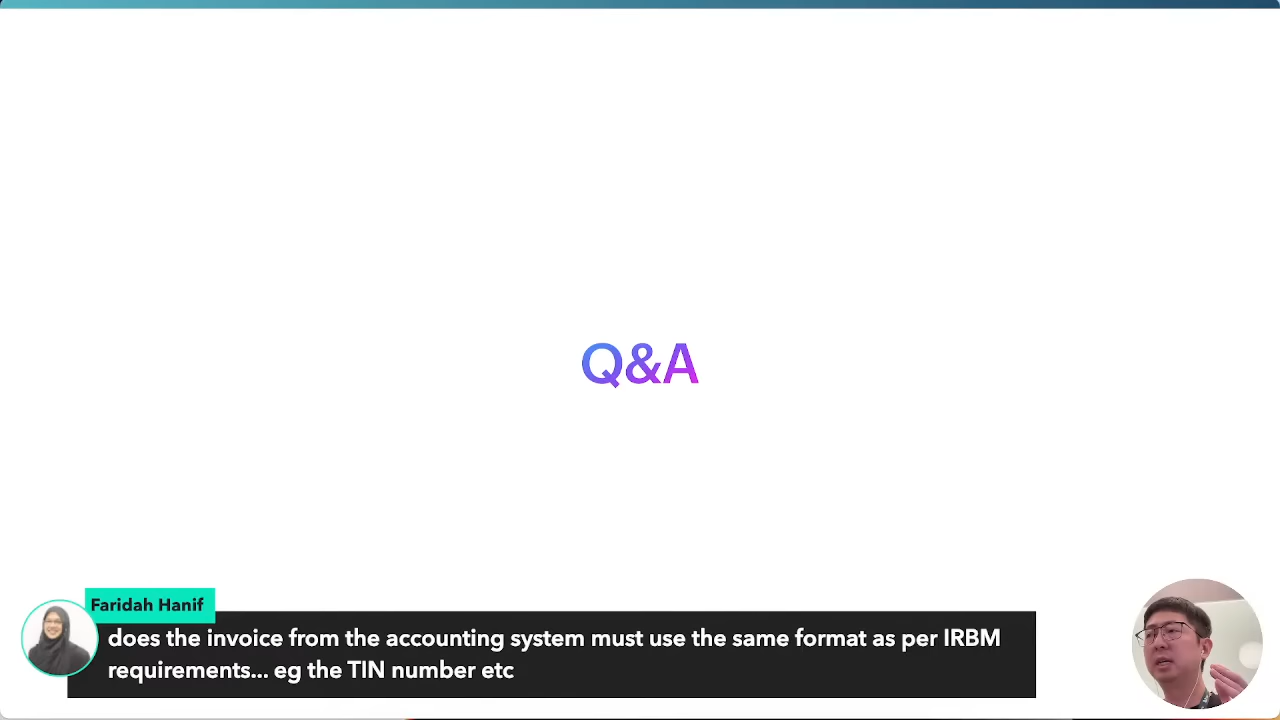 Q&A
Faridah Hanif
does the invoice from the accounting system must use the same format as per IRBM
requirements... eg the TIN number etc